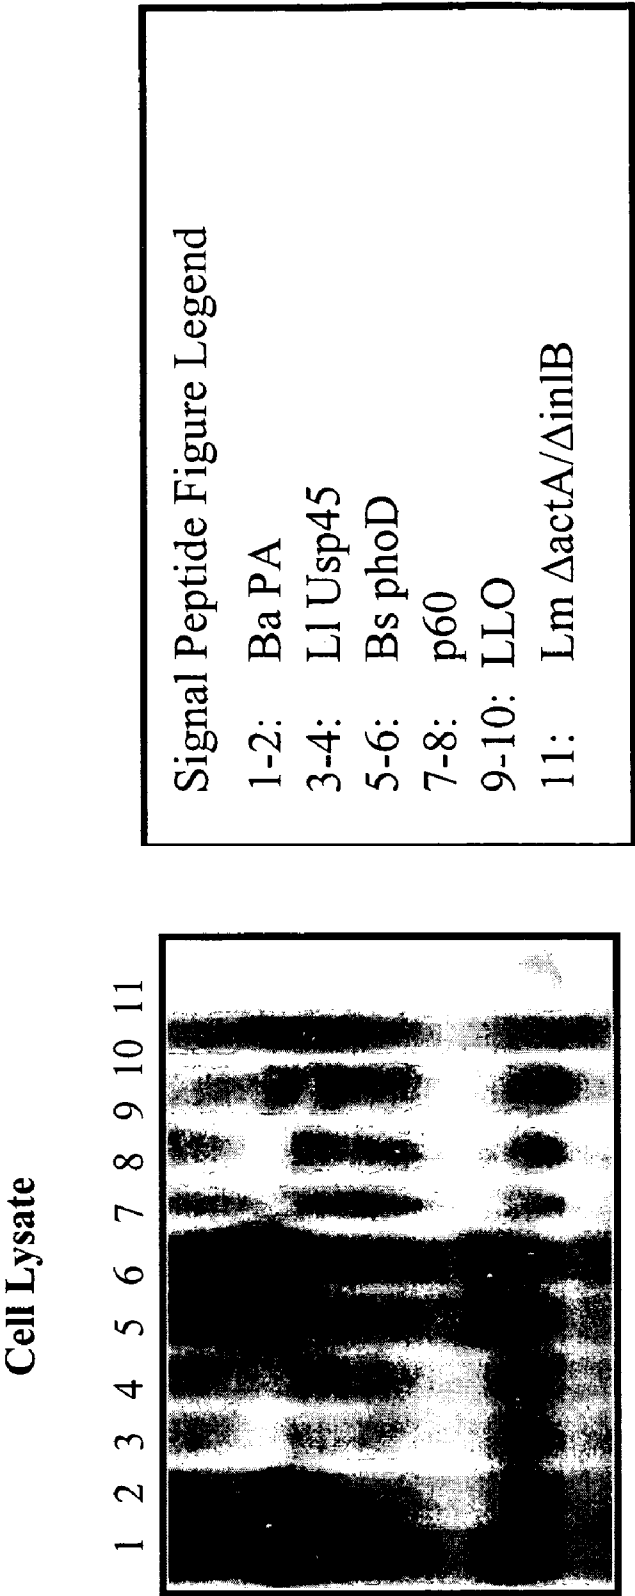 Cell Lysate
1 2 3 4 5 6 7 8 9 10 11
Signal Peptide Figure Legend
1-2: Ba PA
3-4: Ll Usp45
5-6: Bs phoD
7-8: p60
9-10: LLO
11: Lm ΔactA/ΔinlB